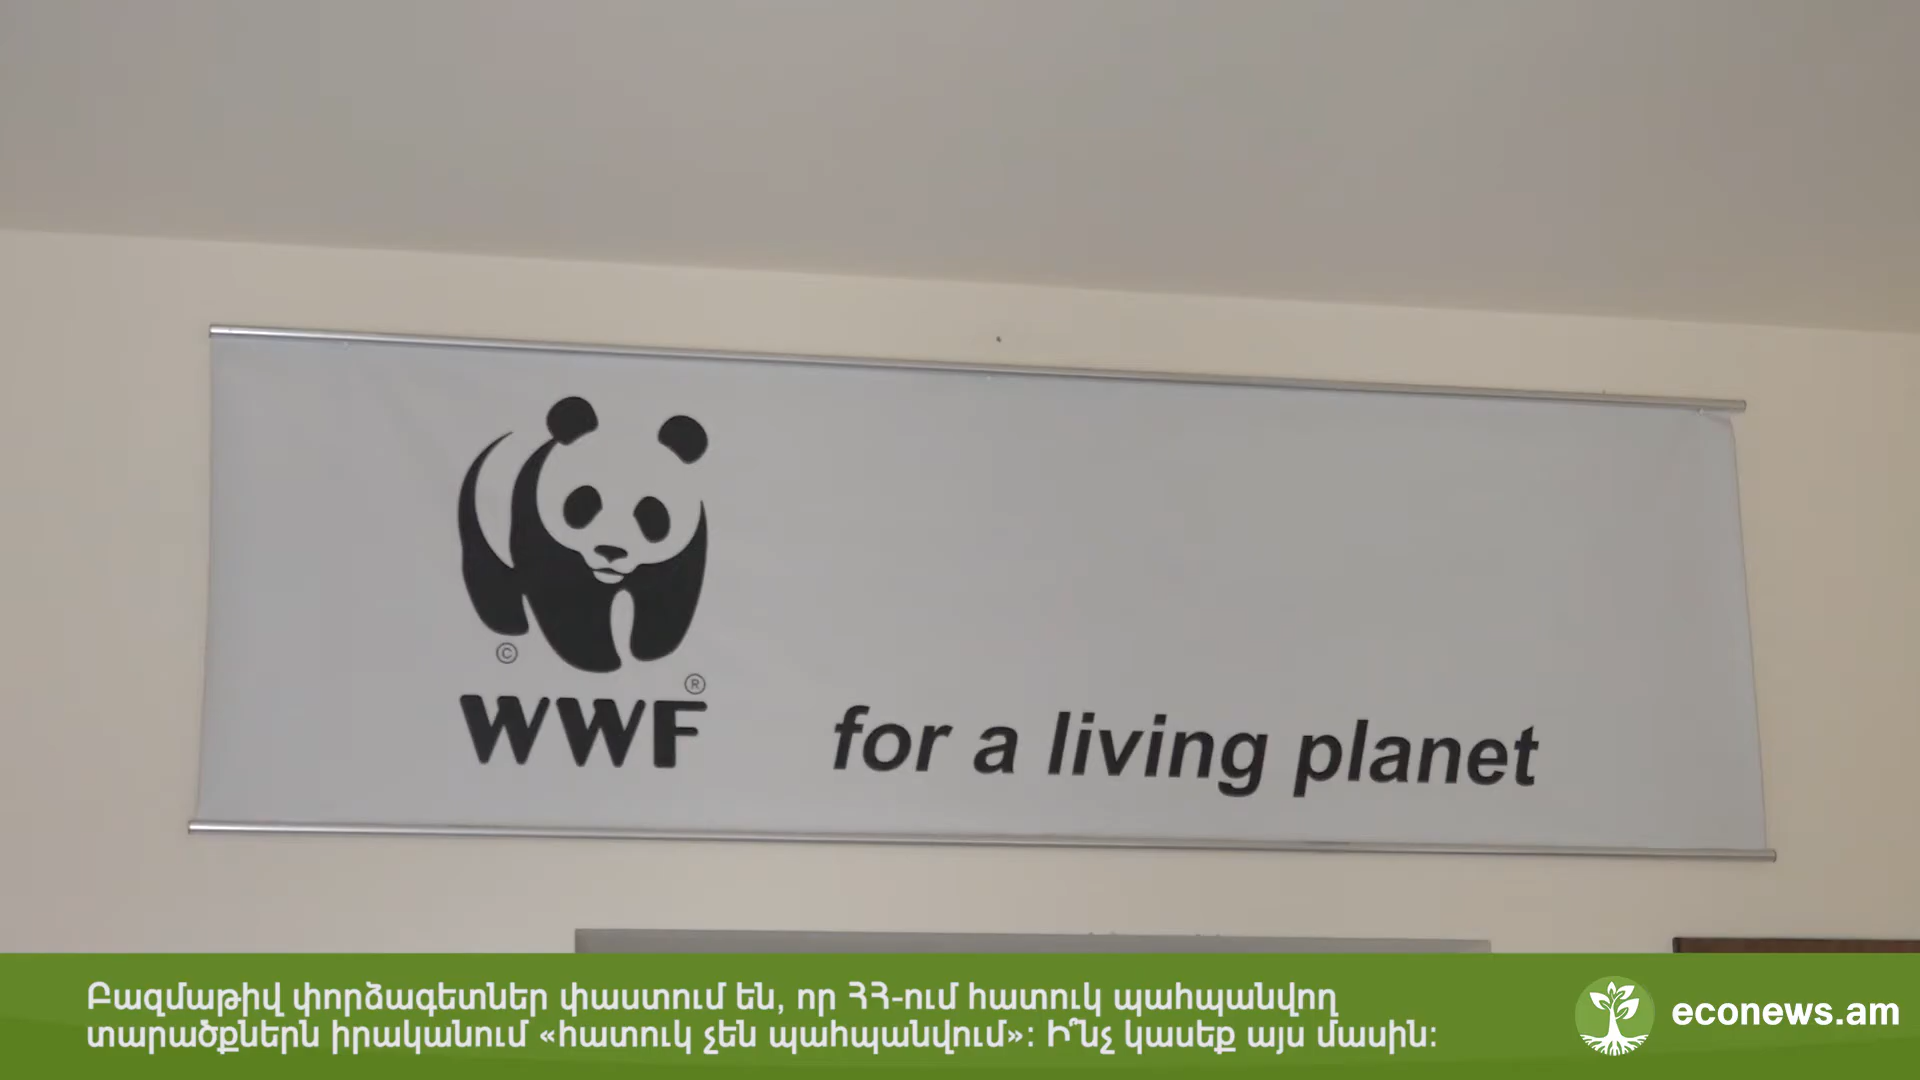 ©
®
WWF
for a living planet
Բազմաթիվ փորձագետներ փաստում են, որ ՀՀ-ում հատուկ պահպանվող
տարածքներն իրականում «հատուկ չեն պահպանվում»: Ի՞նչ կասեք այս մասին:
econews.am